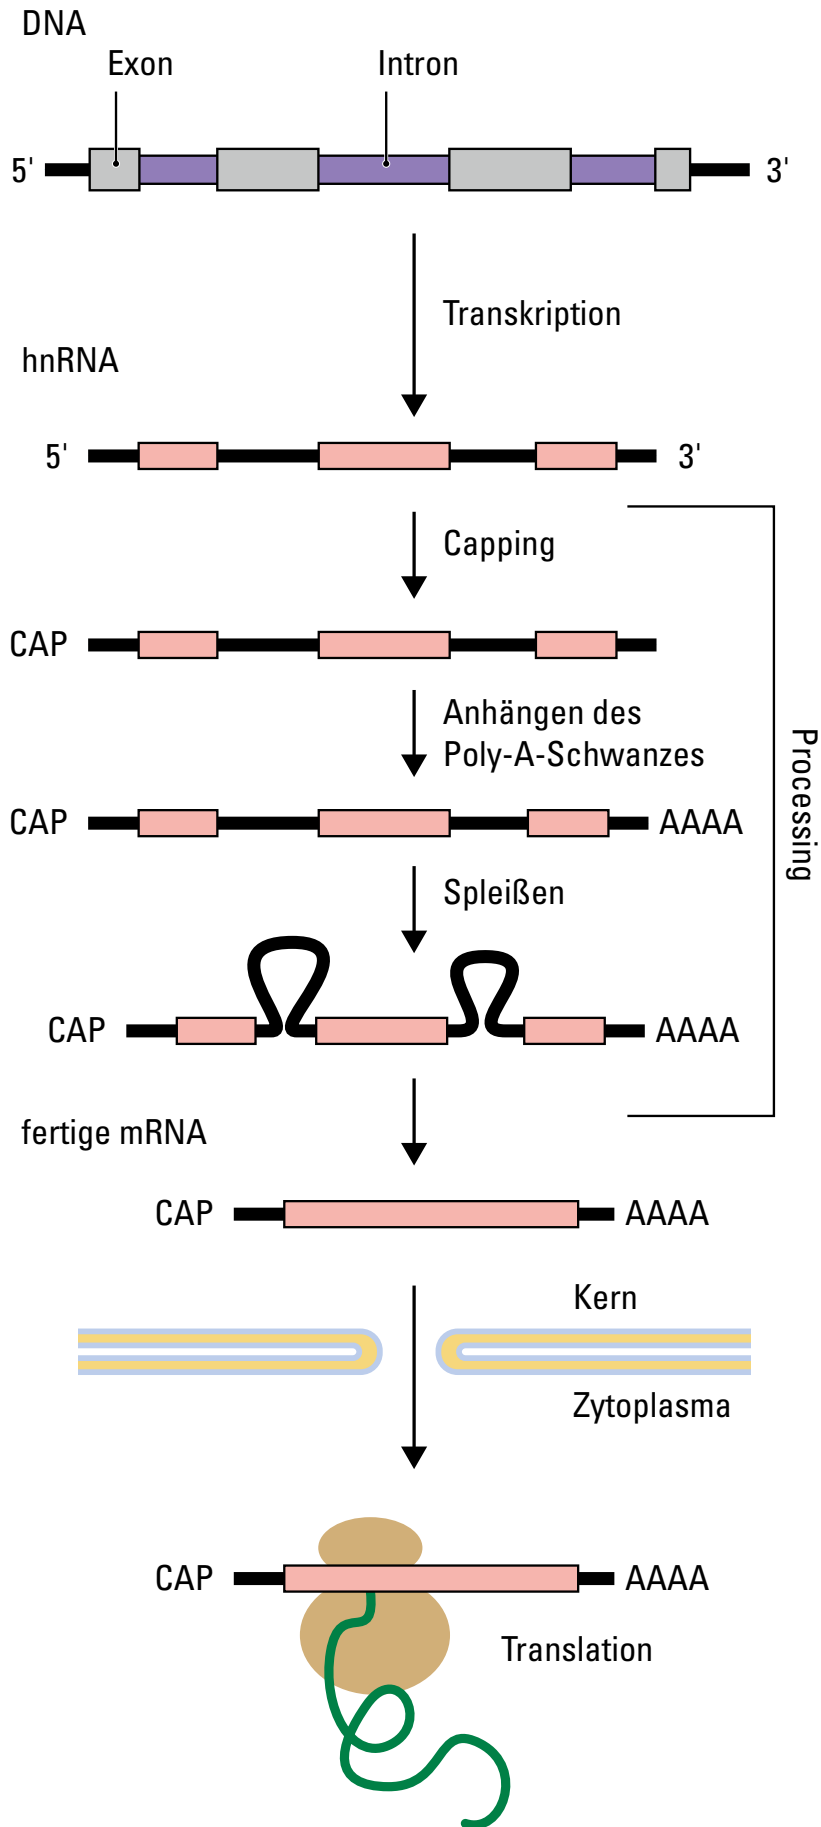 DNA
Exon
Intron
5'
3'
Transkription
hnRNA
5'
3'
Capping
CAP
Anhängen des
Poly-A-Schwanzes
CAP
AAAA
Processing
Spleißen
CAP
AAAA
fertige mRNA
CAP
AAAA
Kern
Zytoplasma
CAP
AAAA
Translation